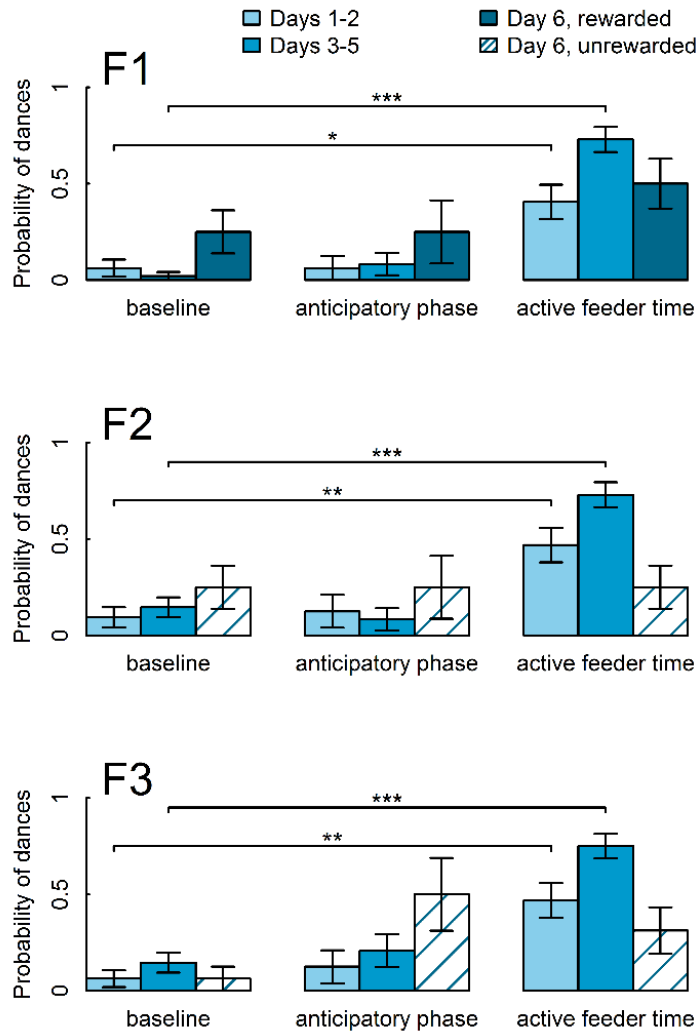 Days 1-2
Day 6, rewarded
Days 3-5
Day 6, unrewarded
F1
Probability of dances
1
0.5
0
***
*
baseline
anticipatory phase
active feeder time
F2
Probability of dances
1
0.5
0
***
**
baseline
anticipatory phase
active feeder time
F3
Probability of dances
1
0.5
0
***
**
baseline
anticipatory phase
active feeder time